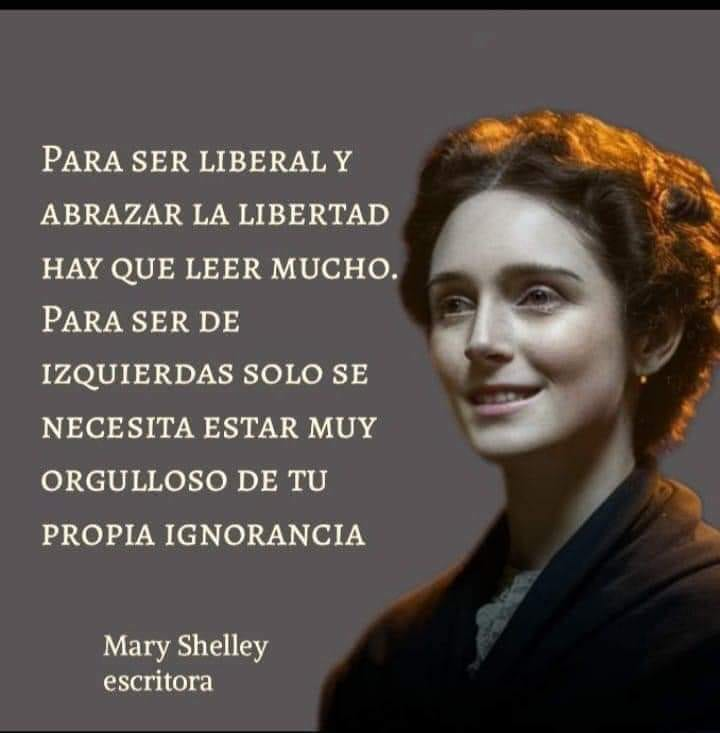 PARA SER LIBERAL Y
ABRAZAR LA LIBERTAD
HAY QUE LEER MUCHO.
PARA SER DE
IZQUIERDAS SOLO SE
NECESITA ESTAR MUY
ORGULLOSO DE TU
PROPIA IGNORANCIA
Mary Shelley
escritora